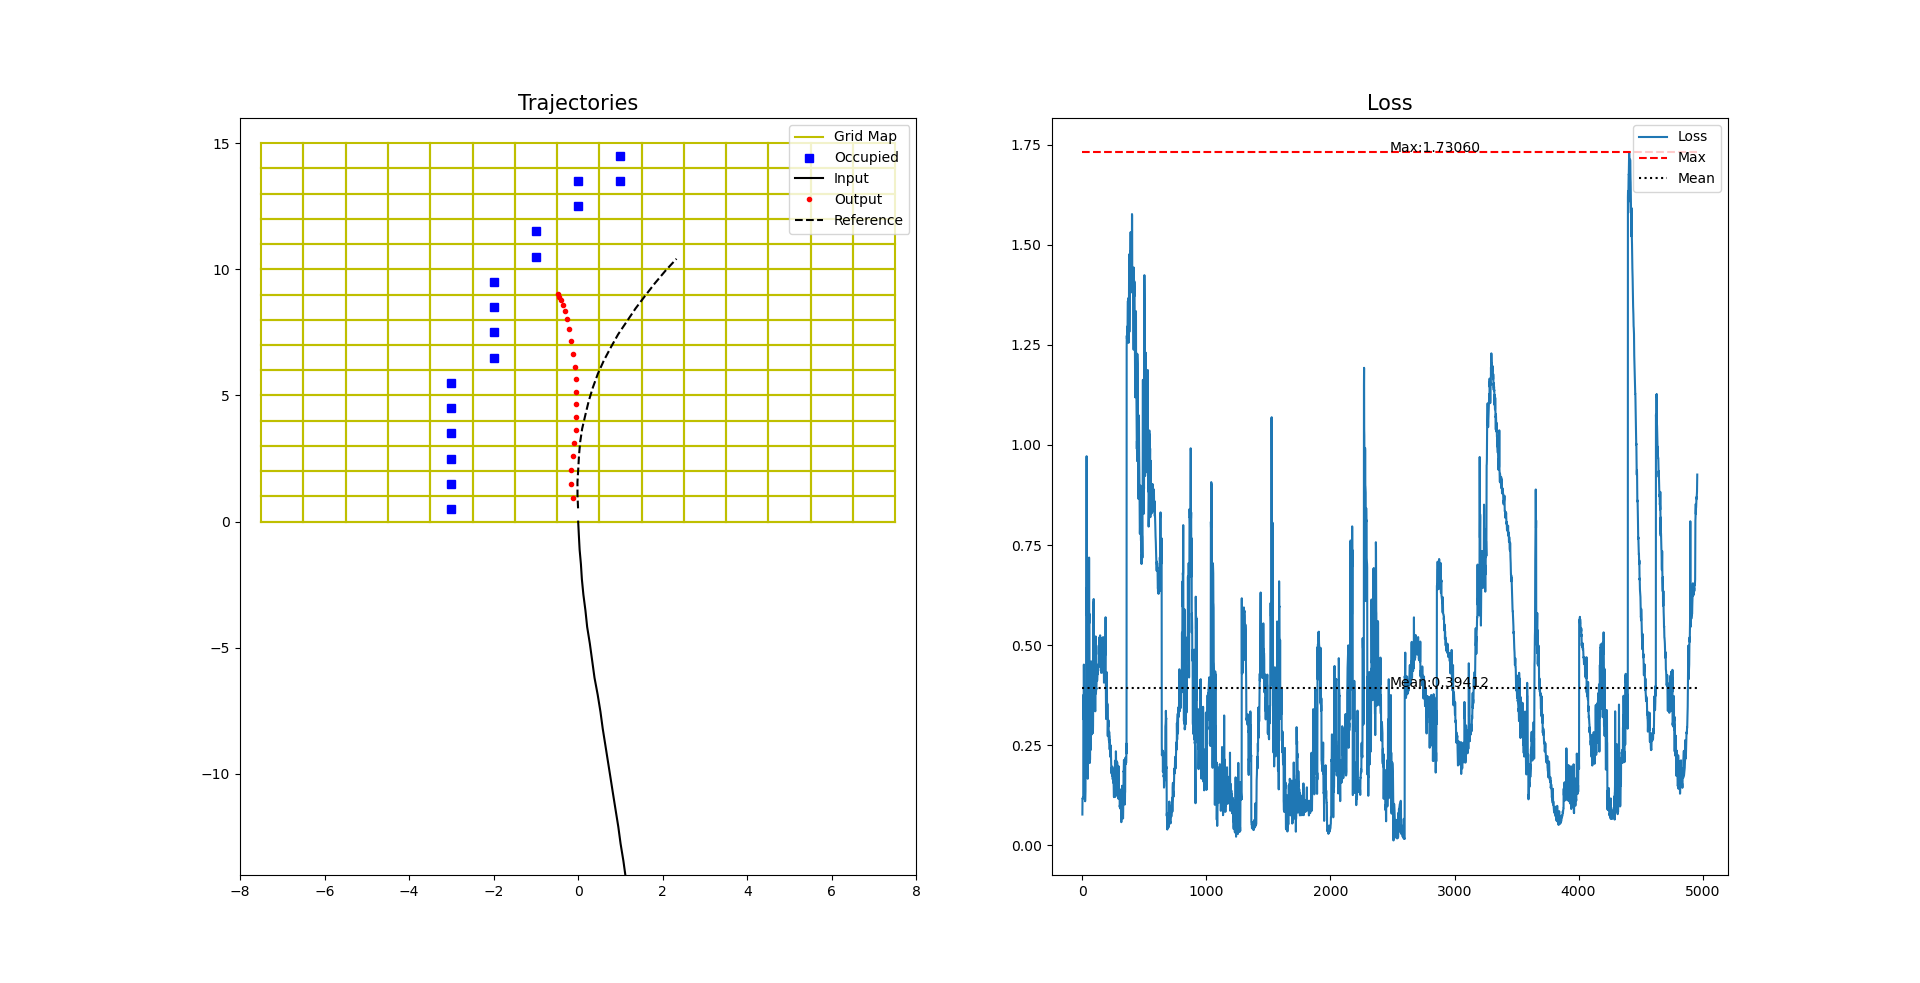 Trajectories
15
10
5
0
−5
−10
−8
−6
−4
−2
0
2
4
6
8
Grid Map
Occupied
Input
Output
Reference
Loss
1.75
1.50
1.25
1.00
0.75
0.50
0.25
0.00
0
1000
2000
3000
4000
5000
Max:1.73060
Mean:0.39412
Loss
Max
Mean